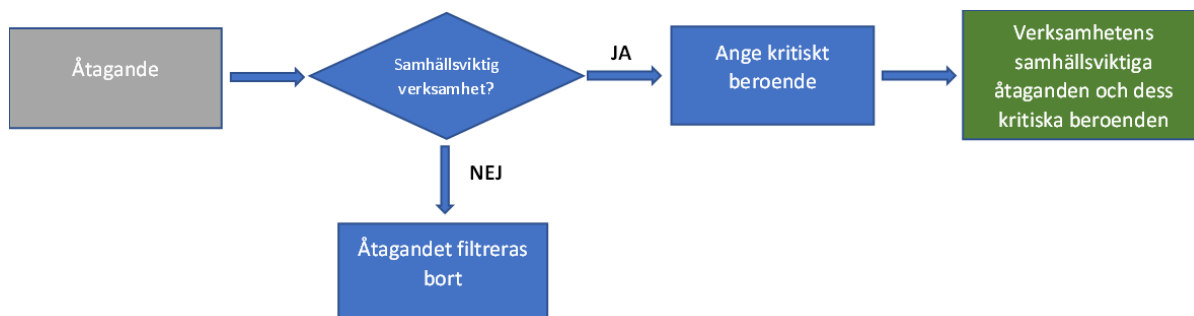 Åtagande
Samhällsviktig
verksamhet?
JA
Ange kritiskt
beroende
Verksamhetens
samhällsviktiga
åtaganden och dess
kritiska beroenden
NEJ
Åtagandet filtreras
bort